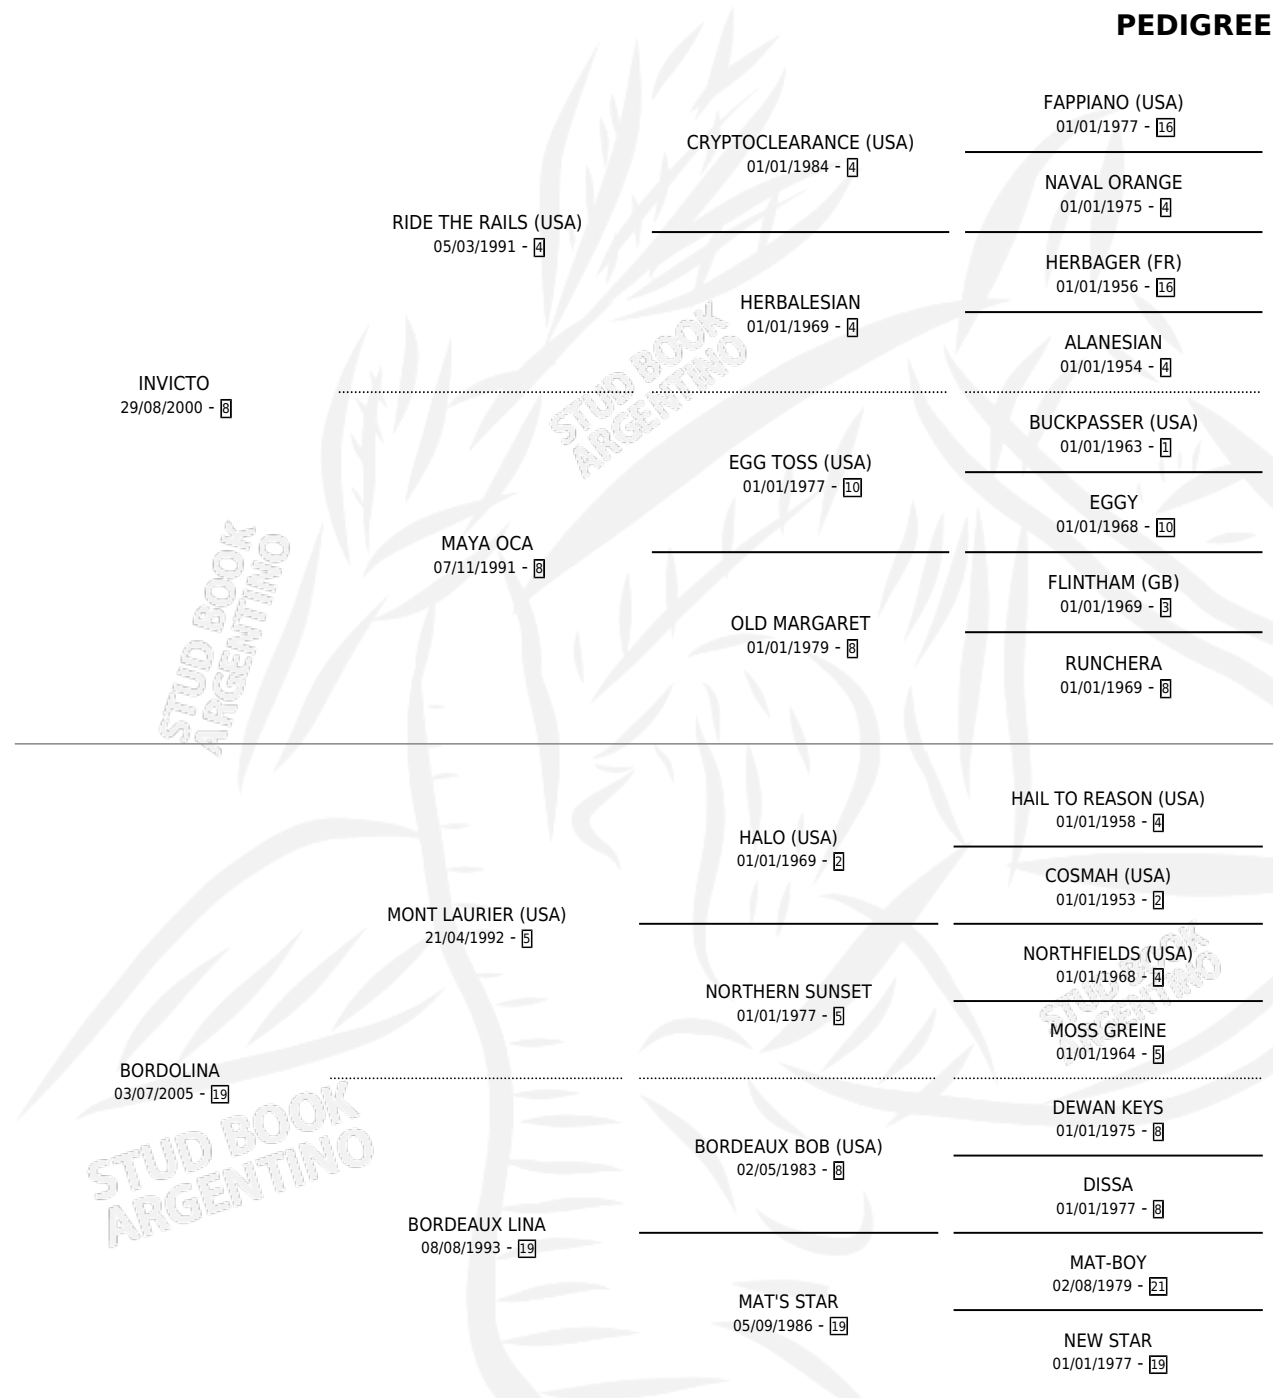 PEDIGREE
FAPPIANO (USA)
01/01/1977 - 16
CRYPTOCLEARANCE (USA)
01/01/1984 - 4
NAVAL ORANGE
01/01/1975 - 4
RIDE THE RAILS (USA)
05/03/1991 - 4
HERBAGER (FR)
01/01/1956 - 16
HERBALESIAN
01/01/1969 - 4
ALANESIAN
01/01/1954 - 4
INVICTO
29/08/2000 - 8
BUCKPASSER (USA)
01/01/1963 - 1
EGG TOSS (USA)
01/01/1977 - 10
EGGY
01/01/1968 - 10
MAYA OCA
07/11/1991 - 8
FLINTHAM (GB)
01/01/1969 - 3
OLD MARGARET
01/01/1979 - 8
RUNCHERA
01/01/1969 - 8
HAIL TO REASON (USA)
01/01/1958 - 4
HALO (USA)
01/01/1969 - 2
COSMAH (USA)
01/01/1953 - 2
MONT LAURIER (USA)
21/04/1992 - 5
NORTHFIELDS (USA)
01/01/1968 - 4
NORTHERN SUNSET
01/01/1977 - 5
MOSS GREINE
01/01/1964 - 5
BORDOLINA
03/07/2005 - 19
DEWAN KEYS
01/01/1975 - 8
BORDEAUX BOB (USA)
02/05/1983 - 8
DISSA
01/01/1977 - 8
BORDEAUX LINA
08/08/1993 - 19
MAT-BOY
02/08/1979 - 21
MAT'S STAR
05/09/1986 - 19
NEW STAR
01/01/1977 - 19
STUD BOOK
ARGENTINO
STUD BOOK
ARGENTINO
STUD BOOK
ARGENTINO
STUD BOOK
ARGENTINO